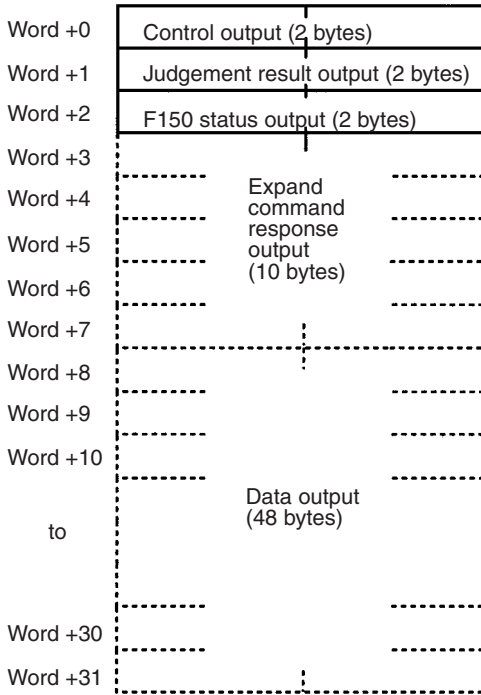 Word +0 Control output (2 bytes)
Word +1 Judgement result output (2 bytes)
Word +2 F150 status output (2 bytes)
Word +3
Word +4
Word +5
Word +6
Word +7
Expand
command
response
output
(10 bytes)
Word +8
Word +9
Word +10
to
Word +30
Word +31
Data output
(48 bytes)